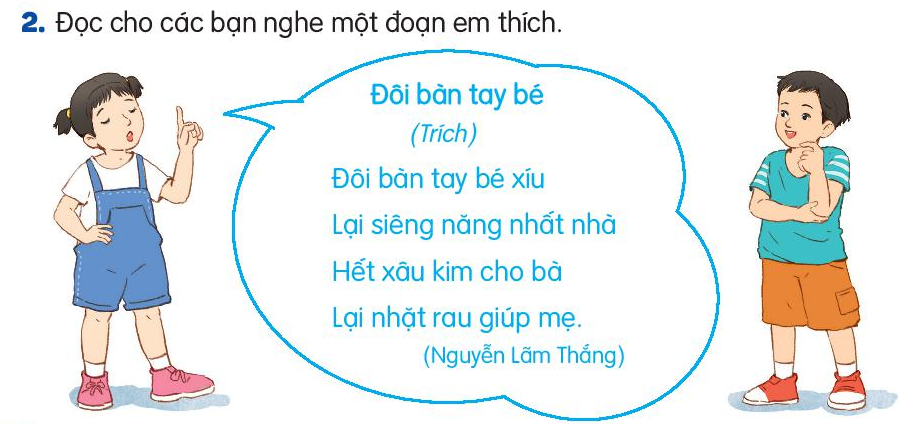 2. Đọc cho các bạn nghe một đoạn em thích.
Đôi bàn tay bé
(Trích)
Đôi bàn tay bé xíu
Lại siêng năng nhất nhà
Hết xâu kim cho bà
Lại nhặt rau giúp mẹ.
(Nguyễn Lãm Thắng)